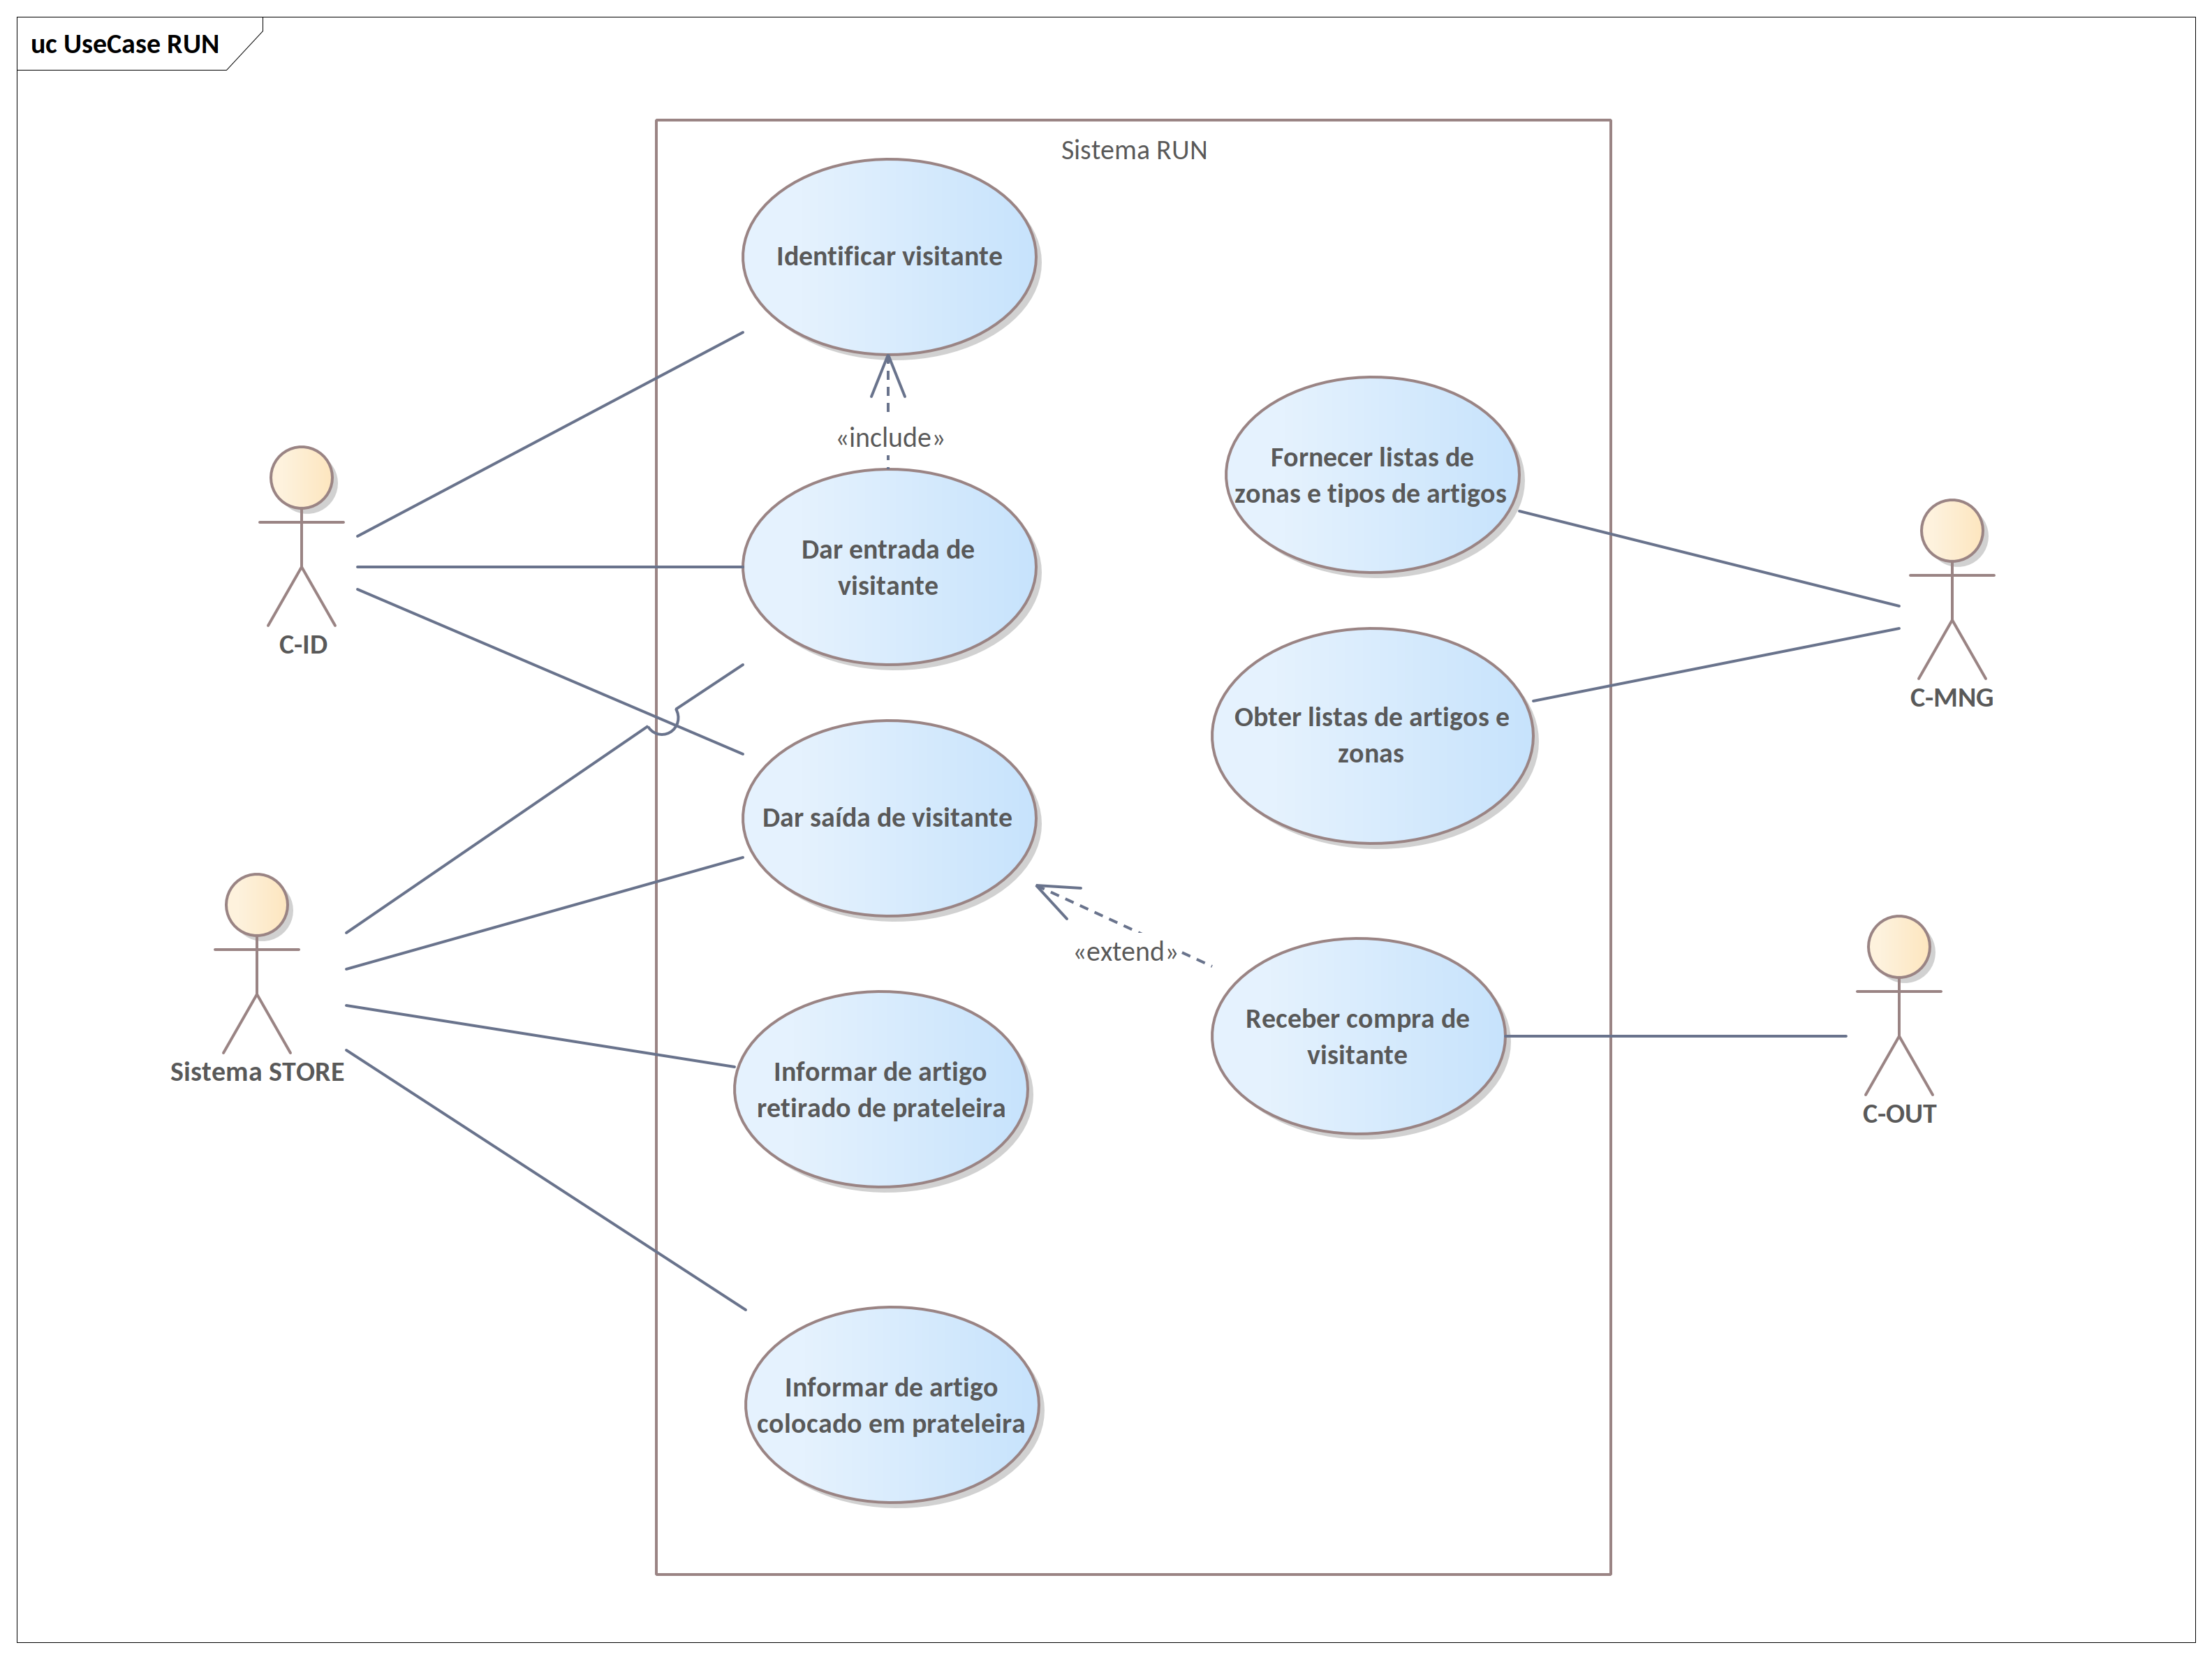 uc UseCase RUN
Sistema RUN
Identificar visitante
«include»
Dar entrada de
visitante
Dar saída de visitante
«extend»
Informar de artigo
retirado de prateleira
Informar de artigo
colocado em prateleira
Fornecer listas de
zonas e tipos de artigos
Obter listas de artigos e
zonas
Receber compra de
visitante
C-ID
Sistema STORE
C-MNG
C-OUT